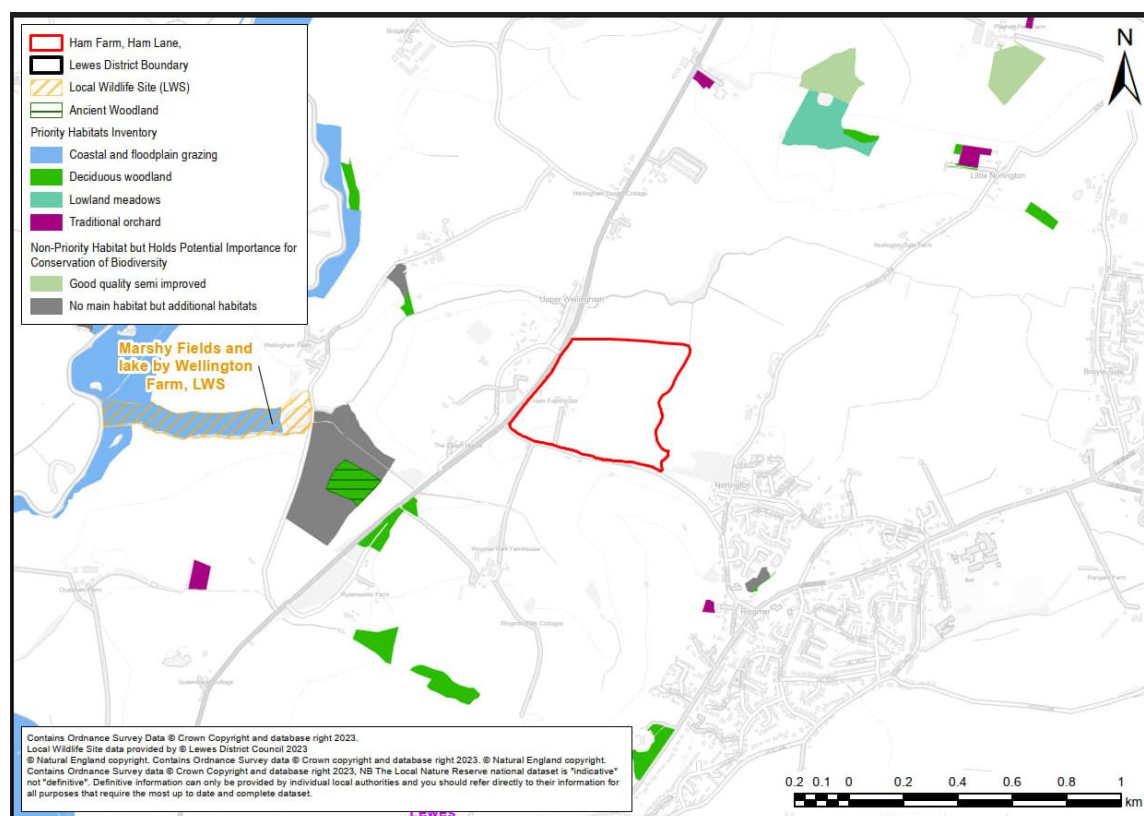 Ham Farm, Ham Lane,
Lewes District Boundary
Local Wildlife Site (LWS)
Ancient Woodland
Priority Habitats Inventory
Coastal and floodplain grazing
Deciduous woodland
Lowland meadows
Traditional orchard
Non-Priority Habitat but Holds Potential Importance for
Conservation of Biodiversity
Good quality semi improved
No main habitat but additional habitats
N
Little Norlington
Upper Wellingham
Marshy Fields and
lake by Wellington
Farm, LWS
Ham Farmhouse
Norlington
Ringmer
Contains Ordnance Survey Data © Crown Copyright and database right 2023.
Local Wildlife Site data provided by © Lewes District Council 2023
© Natural England copyright. Contains Ordnance Survey data © Crown copyright and database right 2023. © Natural England copyright.
Contains Ordnance Survey data © Crown Copyright and database right 2023, NB The Local Nature Reserve national dataset is "indicative"
not "definitive". Definitive information can only be provided by individual local authorities and you should refer directly to their information for
all purposes that require the most up to date and complete dataset.
0.2 0.1 0 0.2 0.4 0.6 0.8 1
km
Lewes